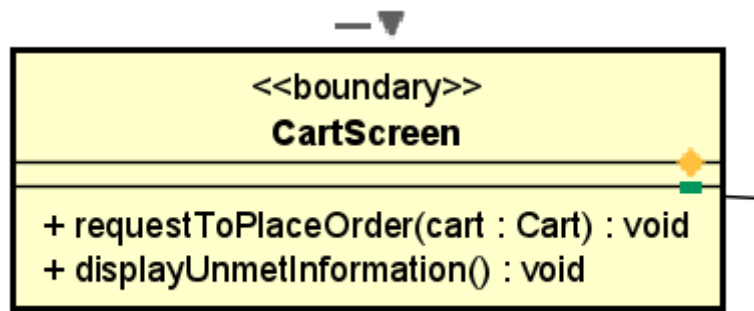 <<boundary>>
CartScreen
+ requestToPlaceOrder(cart : Cart) : void
+ displayUnmetInformation() : void